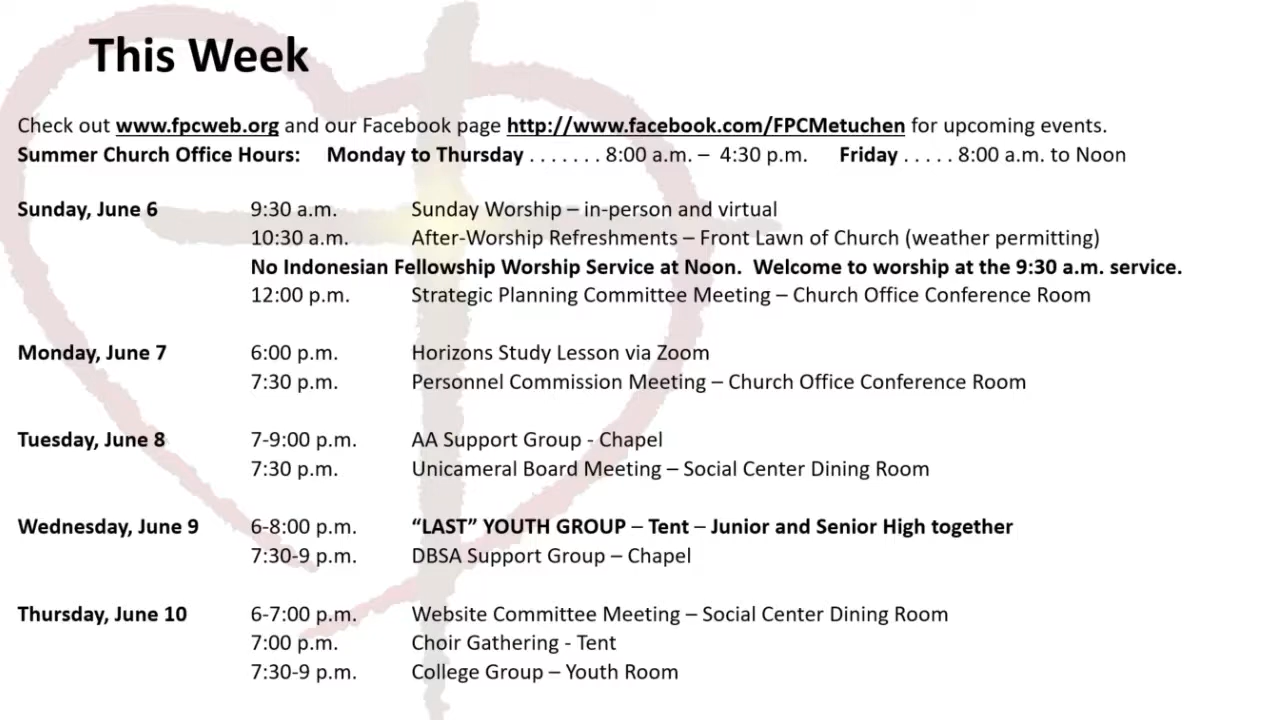 This Week
Check out www.fpcweb.org and our Facebook page http://www.facebook.com/FPCMetuchen for upcoming events.
Summer Church Office Hours: Monday to Thursday . . . . . . . 8:00 a.m. – 4:30 p.m. Friday . . . . . 8:00 a.m. to Noon
Sunday, June 6 9:30 a.m. Sunday Worship – in-person and virtual
10:30 a.m. After-Worship Refreshments – Front Lawn of Church (weather permitting)
No Indonesian Fellowship Worship Service at Noon. Welcome to worship at the 9:30 a.m. service.
12:00 p.m. Strategic Planning Committee Meeting – Church Office Conference Room
Monday, June 7 6:00 p.m. Horizons Study Lesson via Zoom
7:30 p.m. Personnel Commission Meeting – Church Office Conference Room
Tuesday, June 8 7-9:00 p.m. AA Support Group - Chapel
7:30 p.m. Unicameral Board Meeting – Social Center Dining Room
Wednesday, June 9 6-8:00 p.m. “LAST” YOUTH GROUP – Tent – Junior and Senior High together
7:30-9 p.m. DBSA Support Group – Chapel
Thursday, June 10 6-7:00 p.m. Website Committee Meeting – Social Center Dining Room
7:00 p.m. Choir Gathering - Tent
7:30-9 p.m. College Group – Youth Room